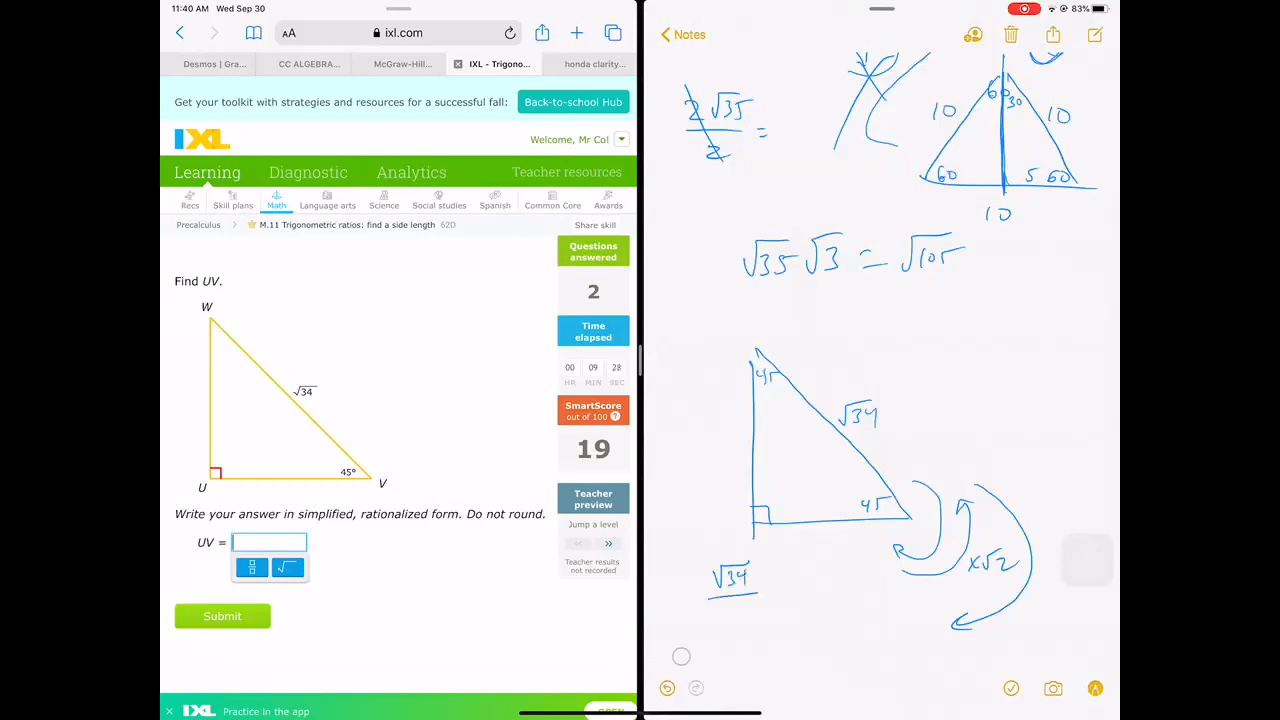 11:40 AM Wed Sep 30
83%
AA
ixl.com
Notes
Desmos | Gra...
CC ALGEBRA...
McGraw-Hill...
IXL - Trigono...
honda clarity...
Get your toolkit with strategies and resources for a successful fall:
Back-to-school Hub
IXL
Welcome, Mr Co!
Learning
Diagnostic
Analytics
Teacher resources
Recs
Skill plans
Math
Language arts
Science
Social studies
Spanish
Common Core
Awards
Precalculus
M.11 Trigonometric ratios: find a side length 62D
Share skill
Questions
answered
2
Time
elapsed
00 09 28
HR MIN SEC
SmartScore
out of 100 ?
19
Teacher
preview
Jump a level
<< >>
Teacher results
not recorded
Find UV.
W
√34
45°
U
V
Write your answer in simplified, rationalized form. Do not round.
UV =
√
Submit
IXL Practice in the app
2√35
2
=
60
30
10
10
60
5
60
10
√35 √3 = √105
45
√34
45
x√2
√34